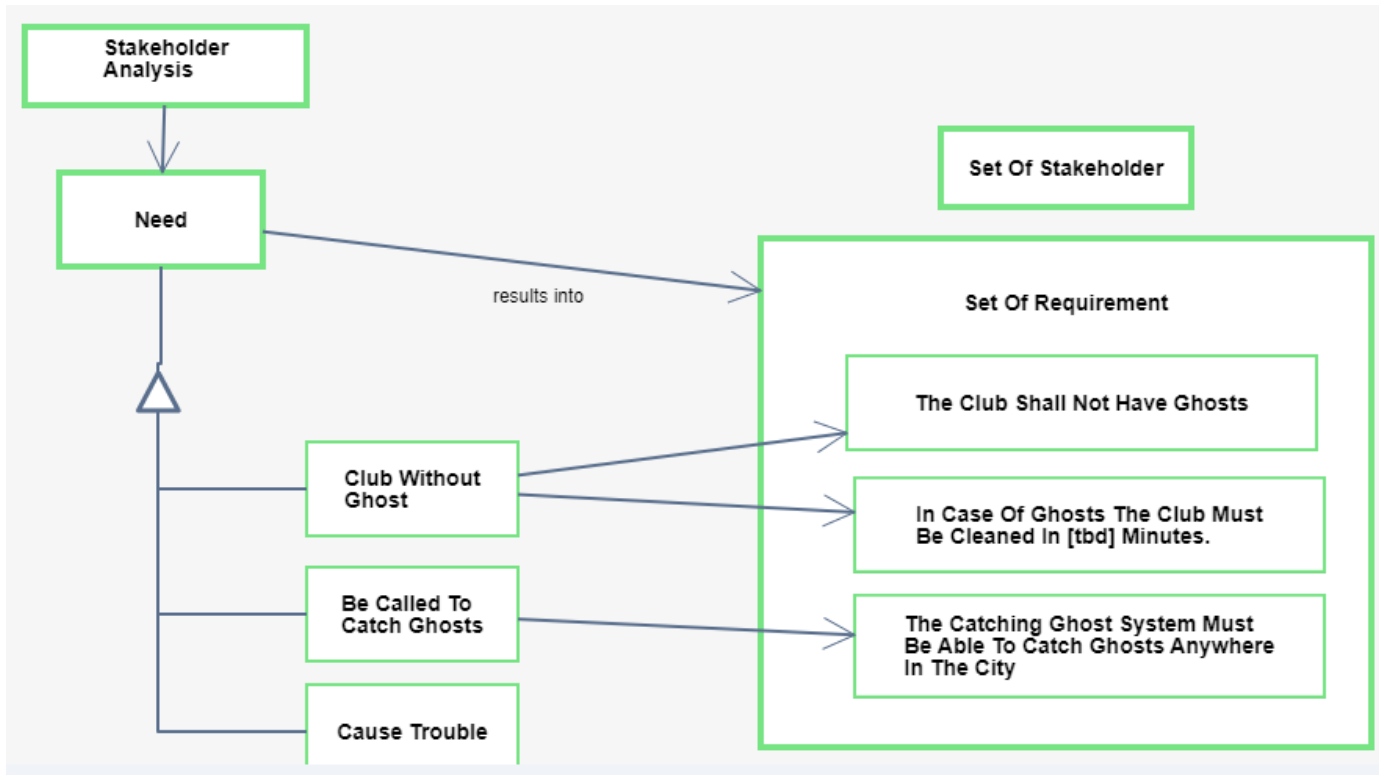 Stakeholder
Analysis
Need
Set Of Stakeholder
results into
Set Of Requirement
The Club Shall Not Have Ghosts
Club Without
Ghost
In Case Of Ghosts The Club Must
Be Cleaned In [tbd] Minutes.
Be Called To
Catch Ghosts
The Catching Ghost System Must
Be Able To Catch Ghosts Anywhere
In The City
Cause Trouble